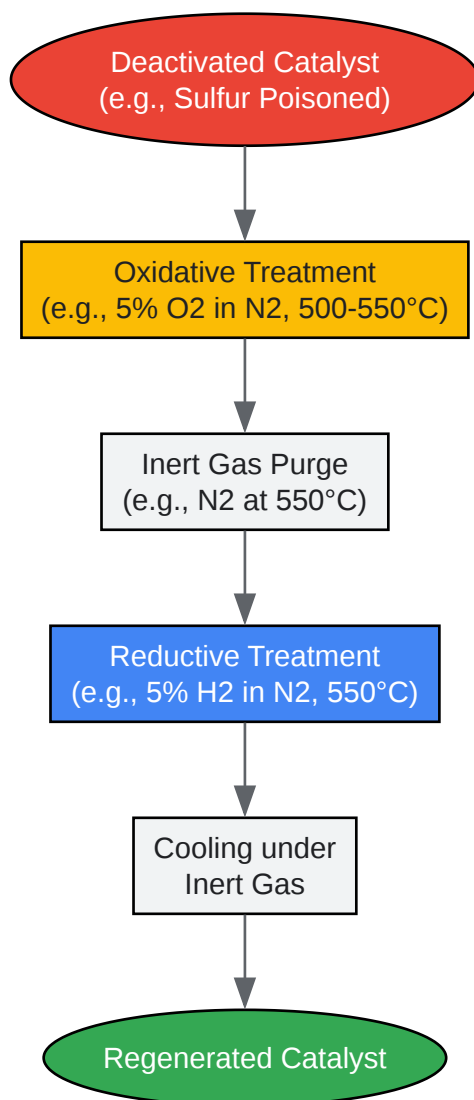 Deactivated Catalyst
(e.g., Sulfur Poisoned)
Oxidative Treatment
(e.g., 5% O2 in N2, 500-550°C)
Inert Gas Purge
(e.g., N2 at 550°C)
Reductive Treatment
(e.g., 5% H2 in N2, 550°C)
Cooling under
Inert Gas
Regenerated Catalyst